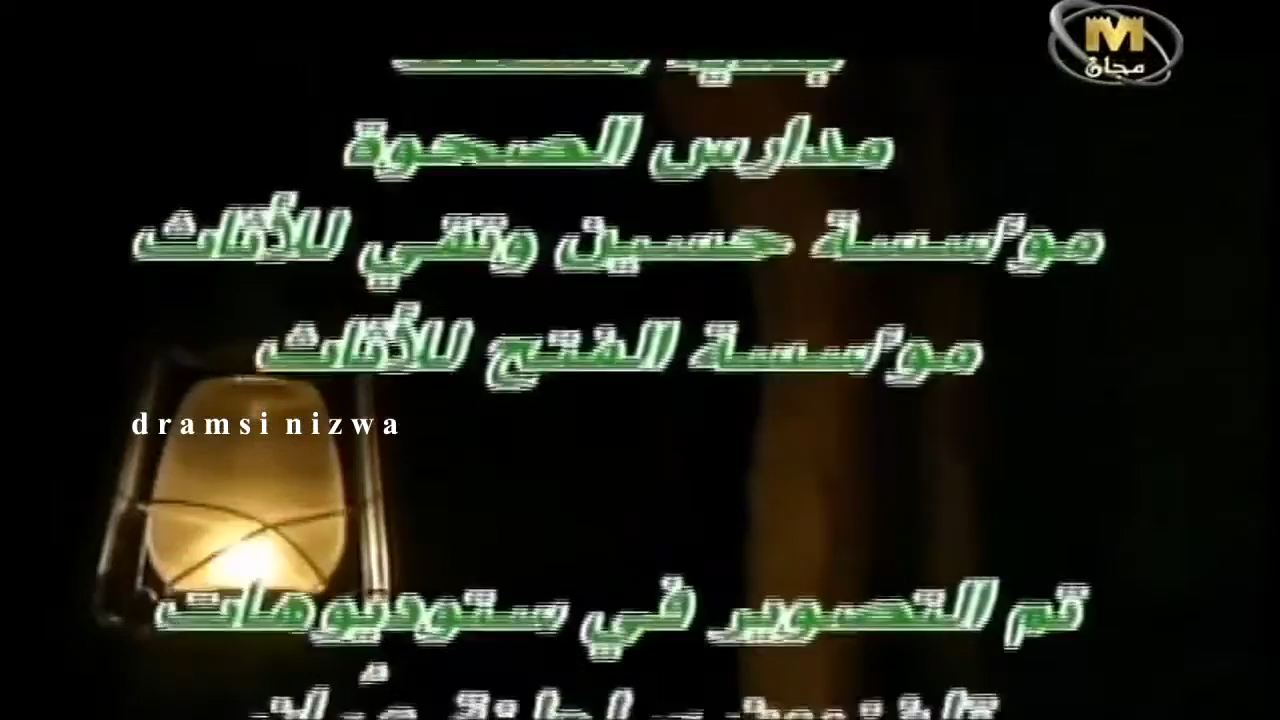 M
مجان
مدارس الصحوة
مؤسسة حسين وتقي للأثاث
مؤسسة الفتح للأثاث
dramsi nizwa
تم التصوير في ستوديوهات